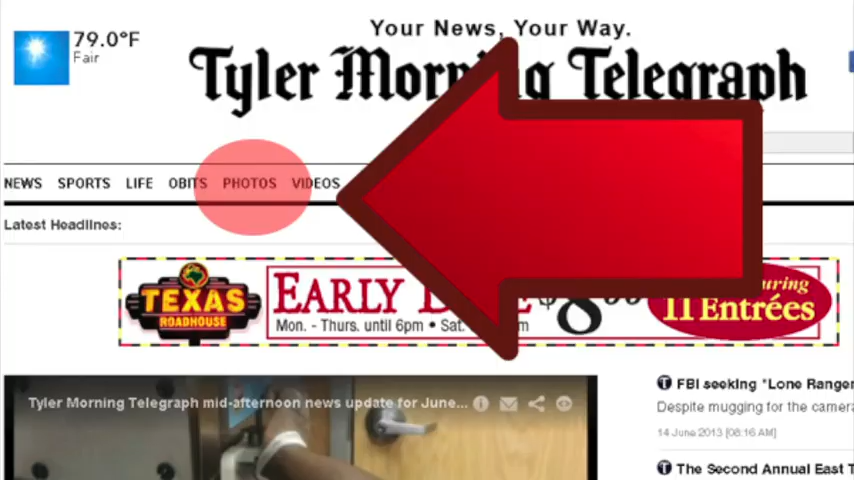 Your News, Your Way.
79.0°F
Fair
Tyler Morning Telegraph
NEWS SPORTS LIFE OBITS PHOTOS VIDEOS
Latest Headlines:
TEXAS
ROADHOUSE
EARLY
Mon. - Thurs. until 6pm • Sat.
$8
11 Entrées
Tyler Morning Telegraph mid-afternoon news update for June...
FBI seeking "Lone Ranger
Despite mugging for the camera
14 June 2013 [08:16 AM]
The Second Annual East T